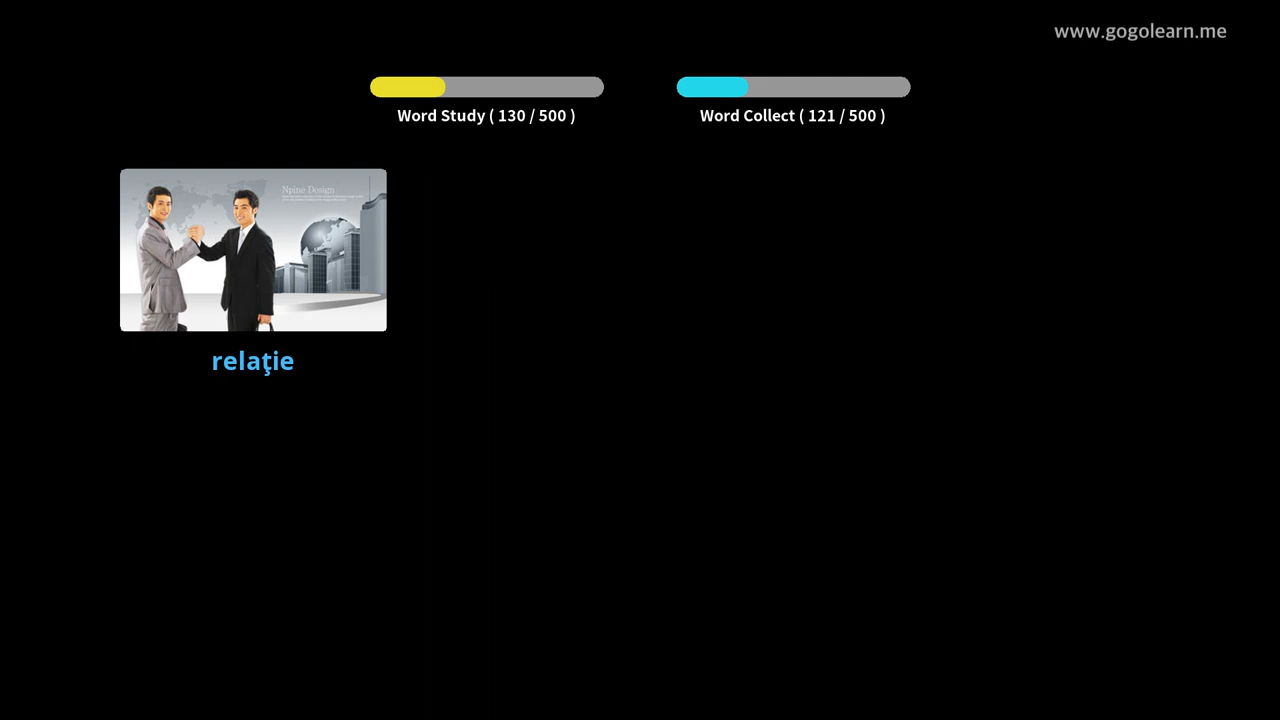 www.gogolearn.me
Word Study ( 130 / 500 )
Word Collect ( 121 / 500 )
Npine Design
relaţie